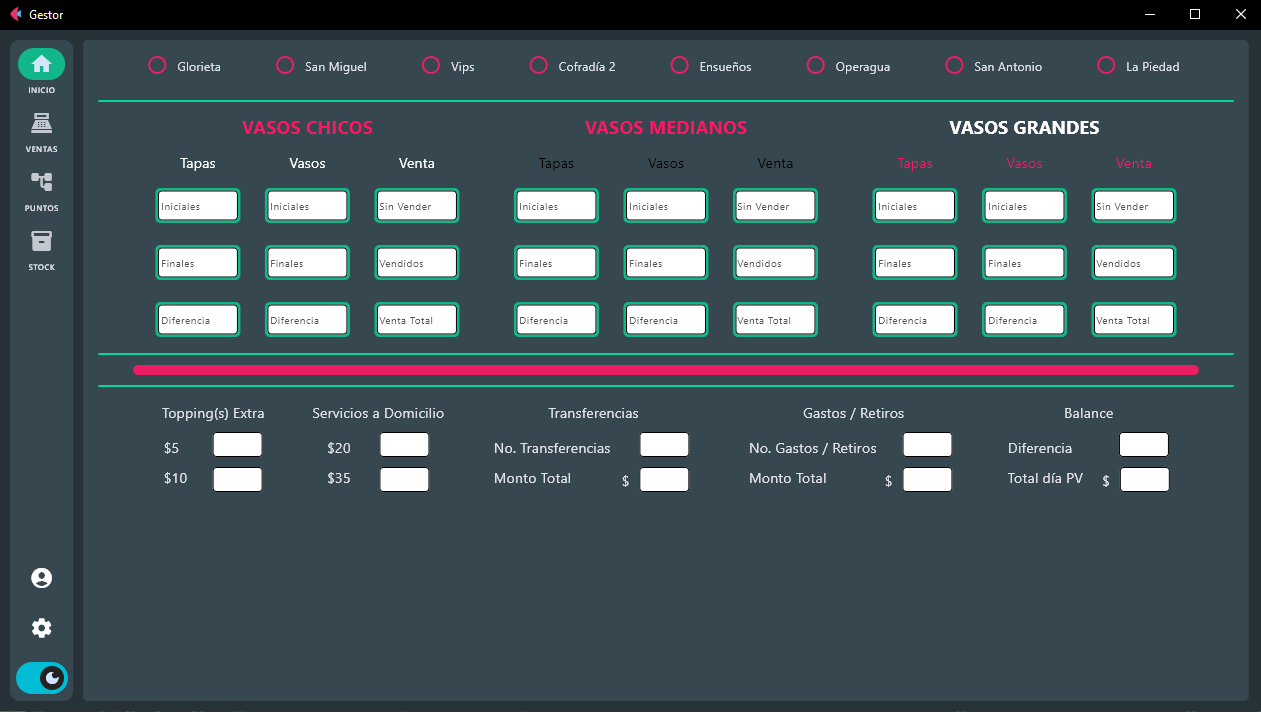 Gestor
INICIO
VENTAS
PUNTOS
STOCK
Glorieta San Miguel Vips Cofradía 2 Ensueños Operagua San Antonio La Piedad
VASOS CHICOS VASOS MEDIANOS VASOS GRANDES
Tapas Vasos Venta Tapas Vasos Venta Tapas Vasos Venta
Iniciales Iniciales Sin Vender Iniciales Iniciales Sin Vender Iniciales Iniciales Sin Vender
Finales Finales Vendidos Finales Finales Vendidos Finales Finales Vendidos
Diferencia Diferencia Venta Total Diferencia Diferencia Venta Total Diferencia Diferencia Venta Total
Topping(s) Extra Servicios a Domicilio Transferencias Gastos / Retiros Balance
$5 $20 No. Transferencias No. Gastos / Retiros Diferencia
$10 $35 Monto Total $ Monto Total $ Total día PV $